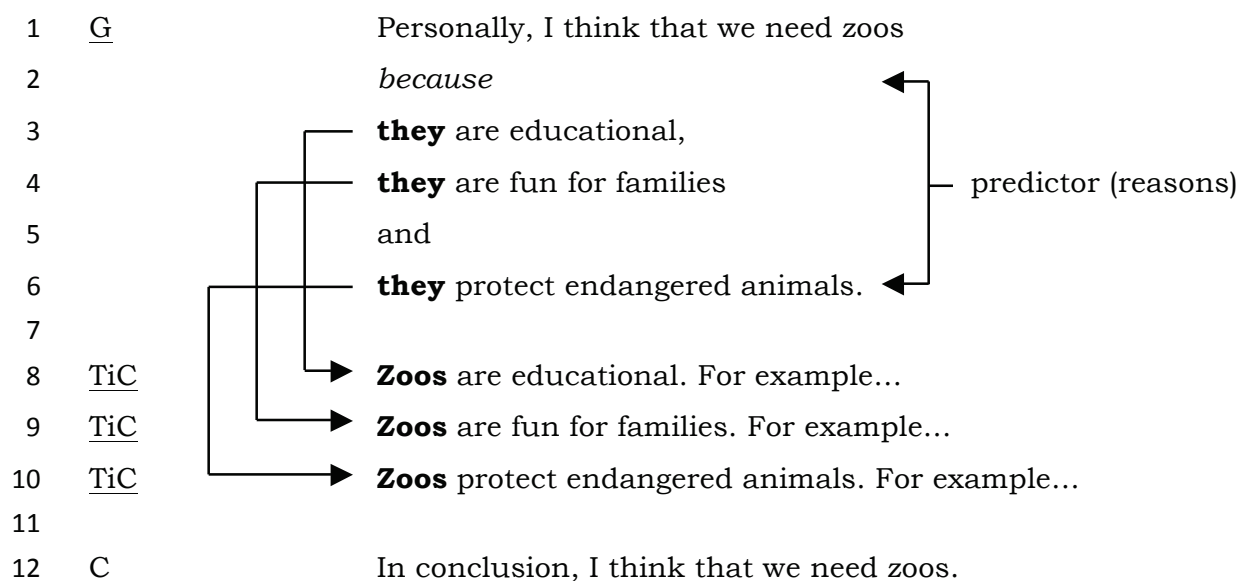 1 G Personally, I think that we need zoos
2 because
3 they are educational,
4 they are fun for families predictor (reasons)
5 and
6 they protect endangered animals.
7
8 TiC Zoos are educational. For example…
9 TiC Zoos are fun for families. For example…
10 TiC Zoos protect endangered animals. For example…
11
12 C In conclusion, I think that we need zoos.